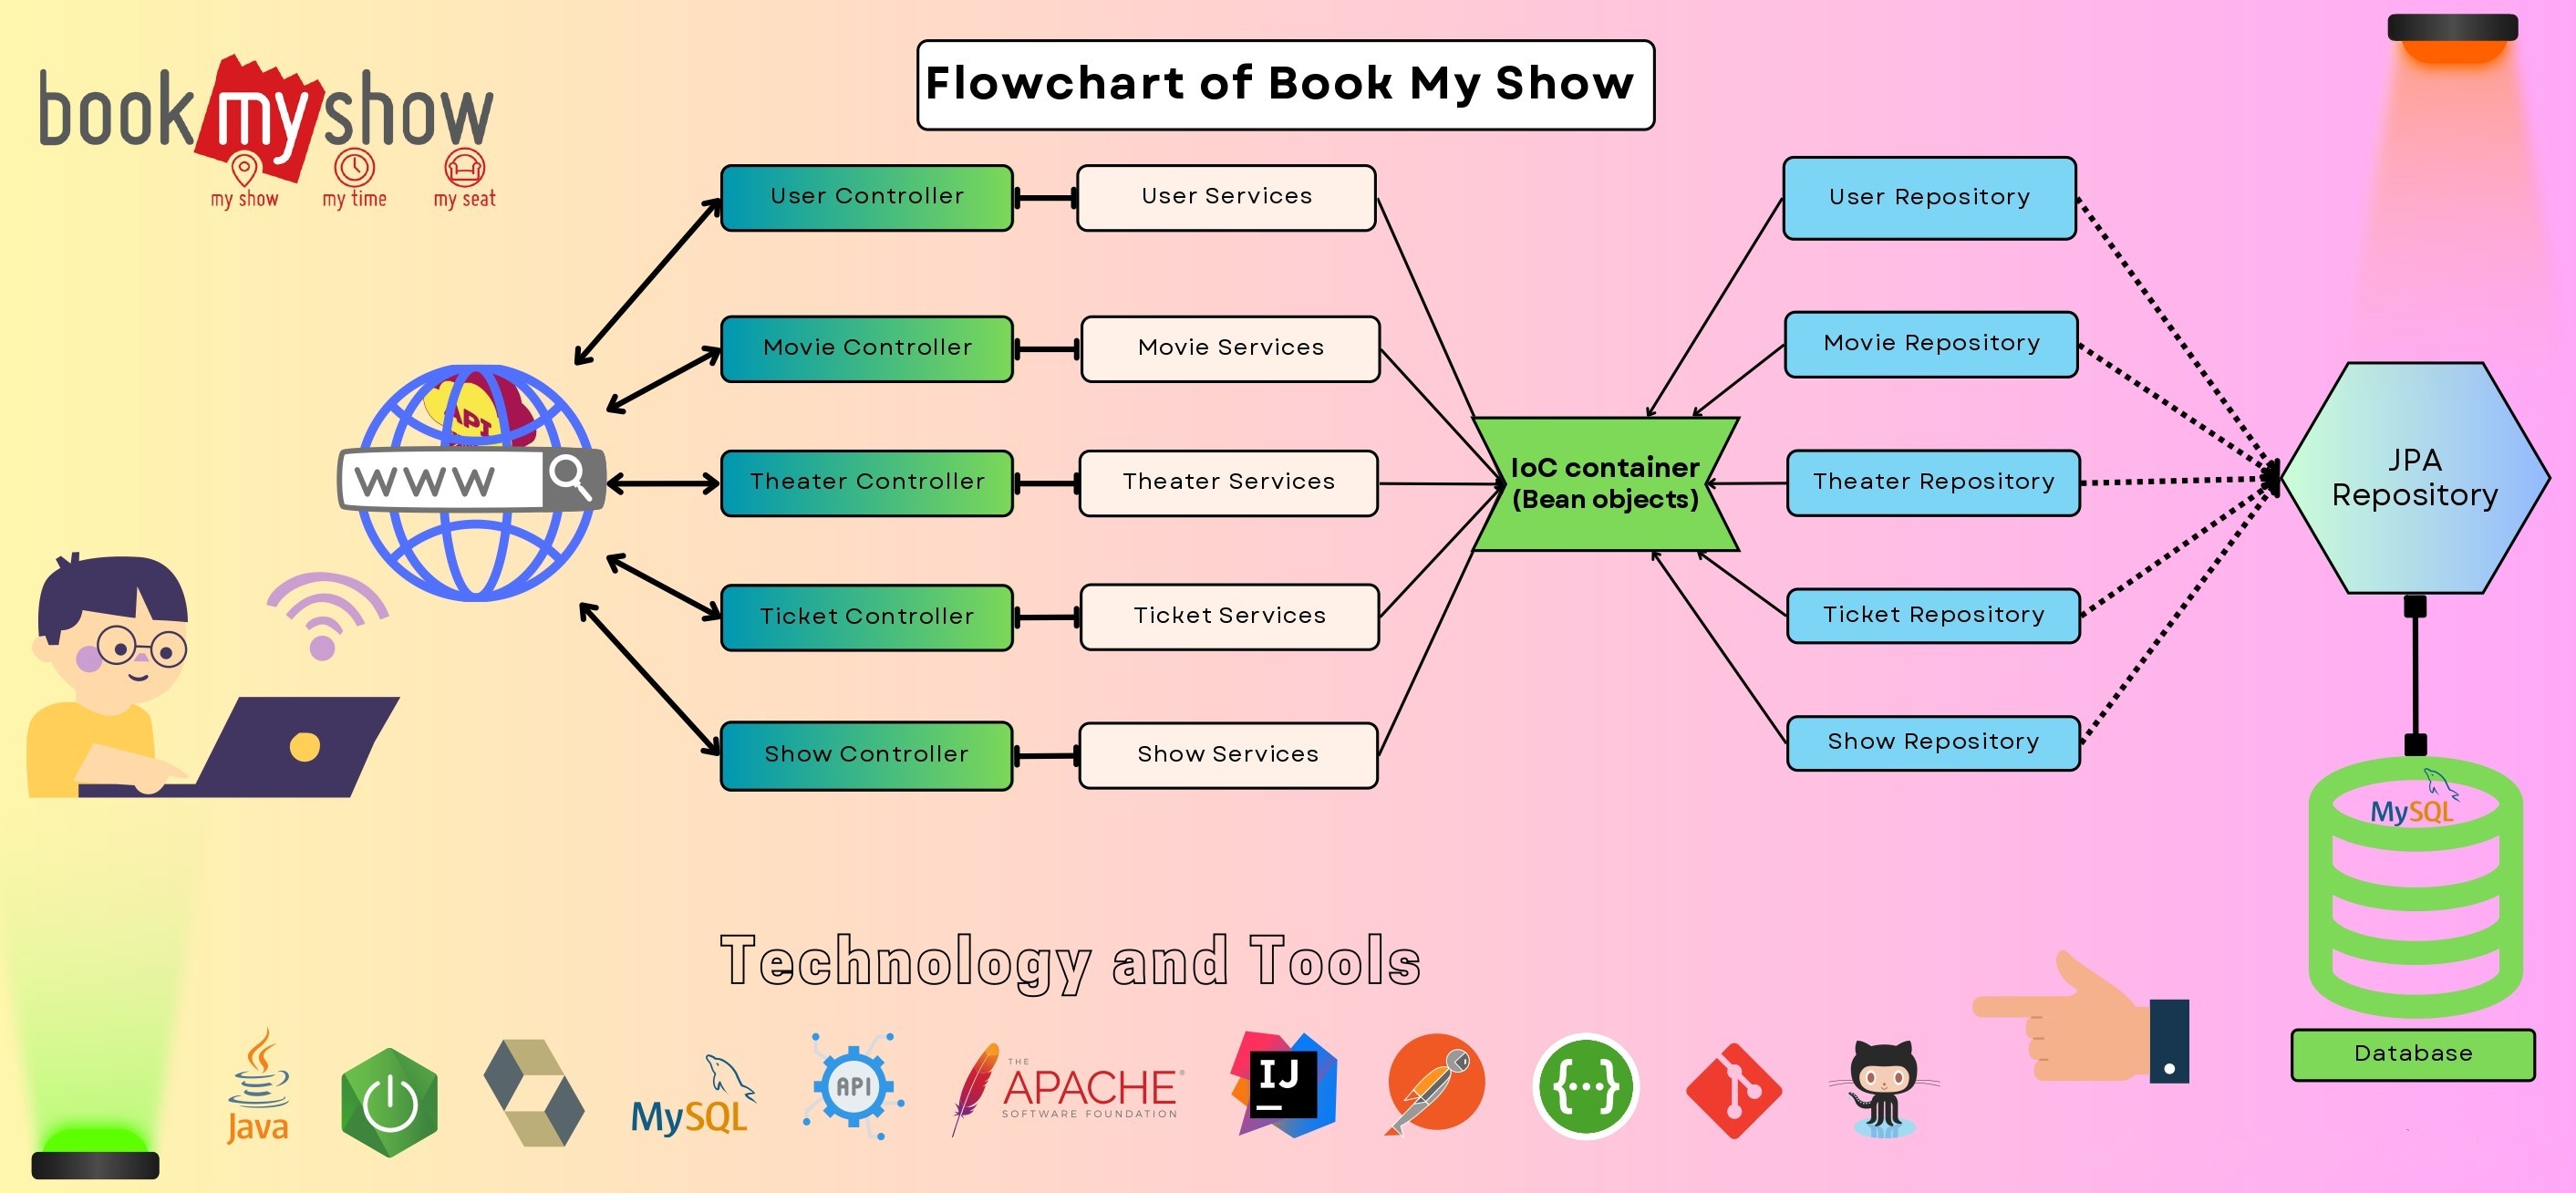 Flowchart of Book My Show
book my show
my show
my time
my seat
User Controller
User Services
User Repository
Movie Controller
Movie Services
Movie Repository
API
www
Theater Controller
Theater Services
IoC container
(Bean objects)
Theater Repository
JPA
Repository
Ticket Controller
Ticket Services
Ticket Repository
Show Controller
Show Services
Show Repository
MySQL
Database
Technology and Tools
Java
MySQL
API
THE
APACHE®
SOFTWARE FOUNDATION
IJ
{...}